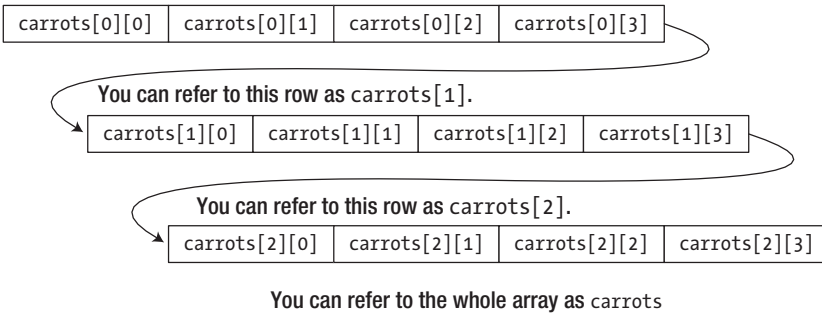 carrots[0][0] carrots[0][1] carrots[0][2] carrots[0][3]
You can refer to this row as carrots[1].
carrots[1][0] carrots[1][1] carrots[1][2] carrots[1][3]
You can refer to this row as carrots[2].
carrots[2][0] carrots[2][1] carrots[2][2] carrots[2][3]
You can refer to the whole array as carrots